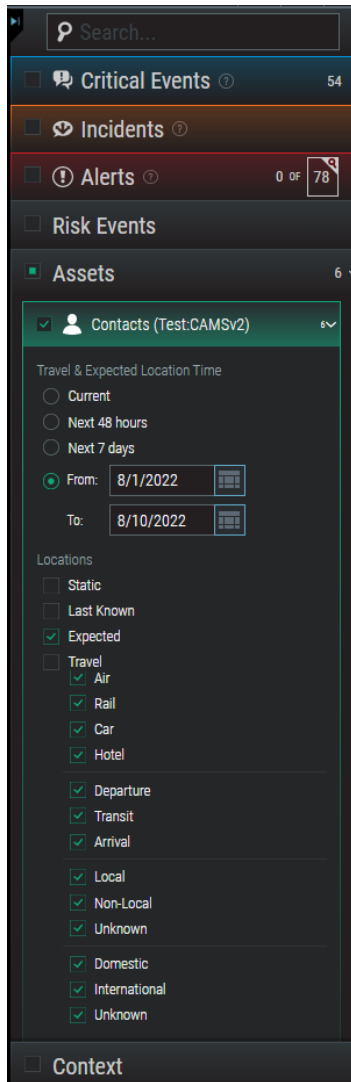 Search...
Critical Events ? 54
Incidents ?
Alerts ? 0 OF 78
Risk Events
Assets 6
Contacts (Test:CAMSv2) 6
Travel & Expected Location Time
Current
Next 48 hours
Next 7 days
From: 8/1/2022
To: 8/10/2022
Locations
Static
Last Known
Expected
Travel
Air
Rail
Car
Hotel
Departure
Transit
Arrival
Local
Non-Local
Unknown
Domestic
International
Unknown
Context